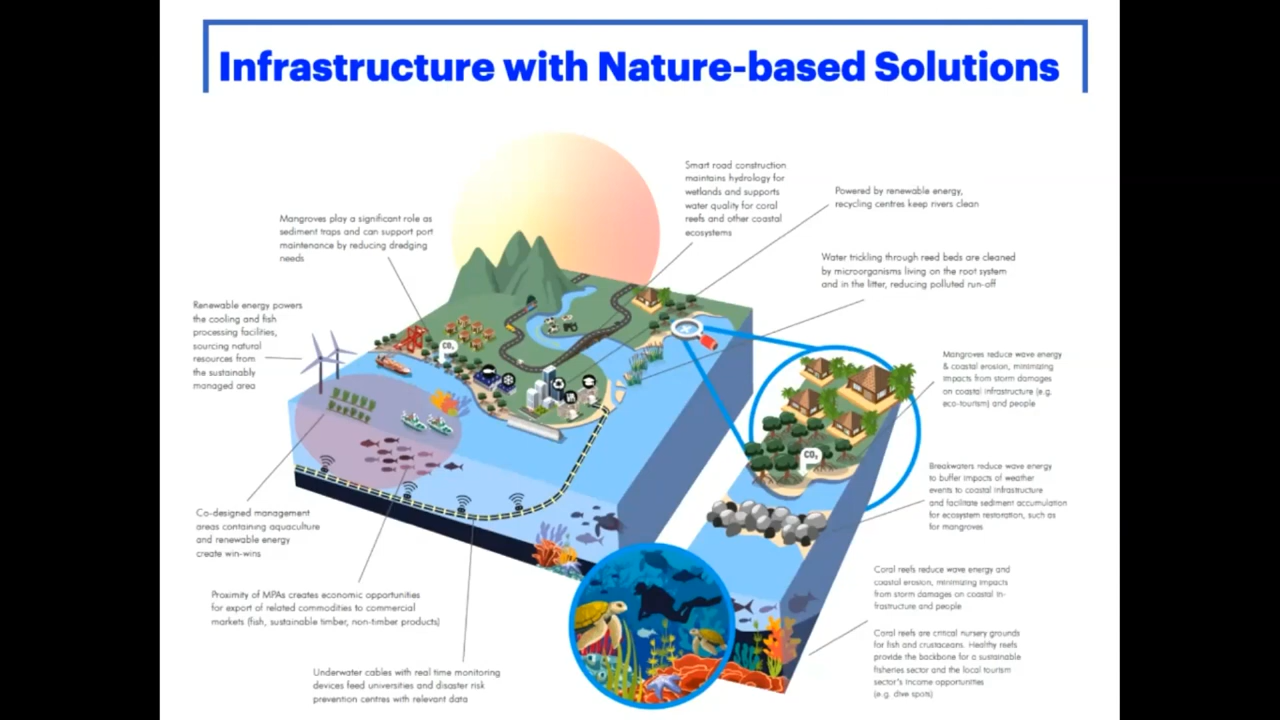 Infrastructure with Nature-based Solutions
Smart road construction
maintains hydrology for
wetlands and supports
water quality for coral
reefs and other coastal
ecosystems
Powered by renewable energy,
recycling centres keep rivers clean
Mangroves play a significant role as
sediment traps and can support port
maintenance by reducing dredging
needs
Water trickling through reed beds are cleaned
by microorganisms living on the root system
and in the litter, reducing polluted run-off
Renewable energy powers
the cooling and fish
processing facilities,
sourcing natural
resources from
the sustainably
managed area
CO₂
Mangroves reduce wave energy
& coastal erosion, minimizing
impacts from storm damages
on coastal infrastructure (e.g.
eco-tourism) and people
CO₂
Breakwaters reduce wave energy
to buffer impacts of weather
events to coastal infrastructure
and facilitate sediment accumulation
for ecosystem restoration, such as
for mangroves
Co-designed management
areas containing aquaculture
and renewable energy
create win-wins
Coral reefs reduce wave energy and
coastal erosion, minimizing impacts
from storm damages on coastal in-
frastructure and people
Proximity of MPAs creates economic opportunities
for export of related commodities to commercial
markets (fish, sustainable timber, non-timber products)
Coral reefs are critical nursery grounds
for fish and crustaceans. Healthy reefs
provide the backbone for a sustainable
fisheries sector and the local tourism
sector's income opportunities
(e.g. dive spots)
Underwater cables with real time monitoring
devices feed universities and disaster risk
prevention centres with relevant data